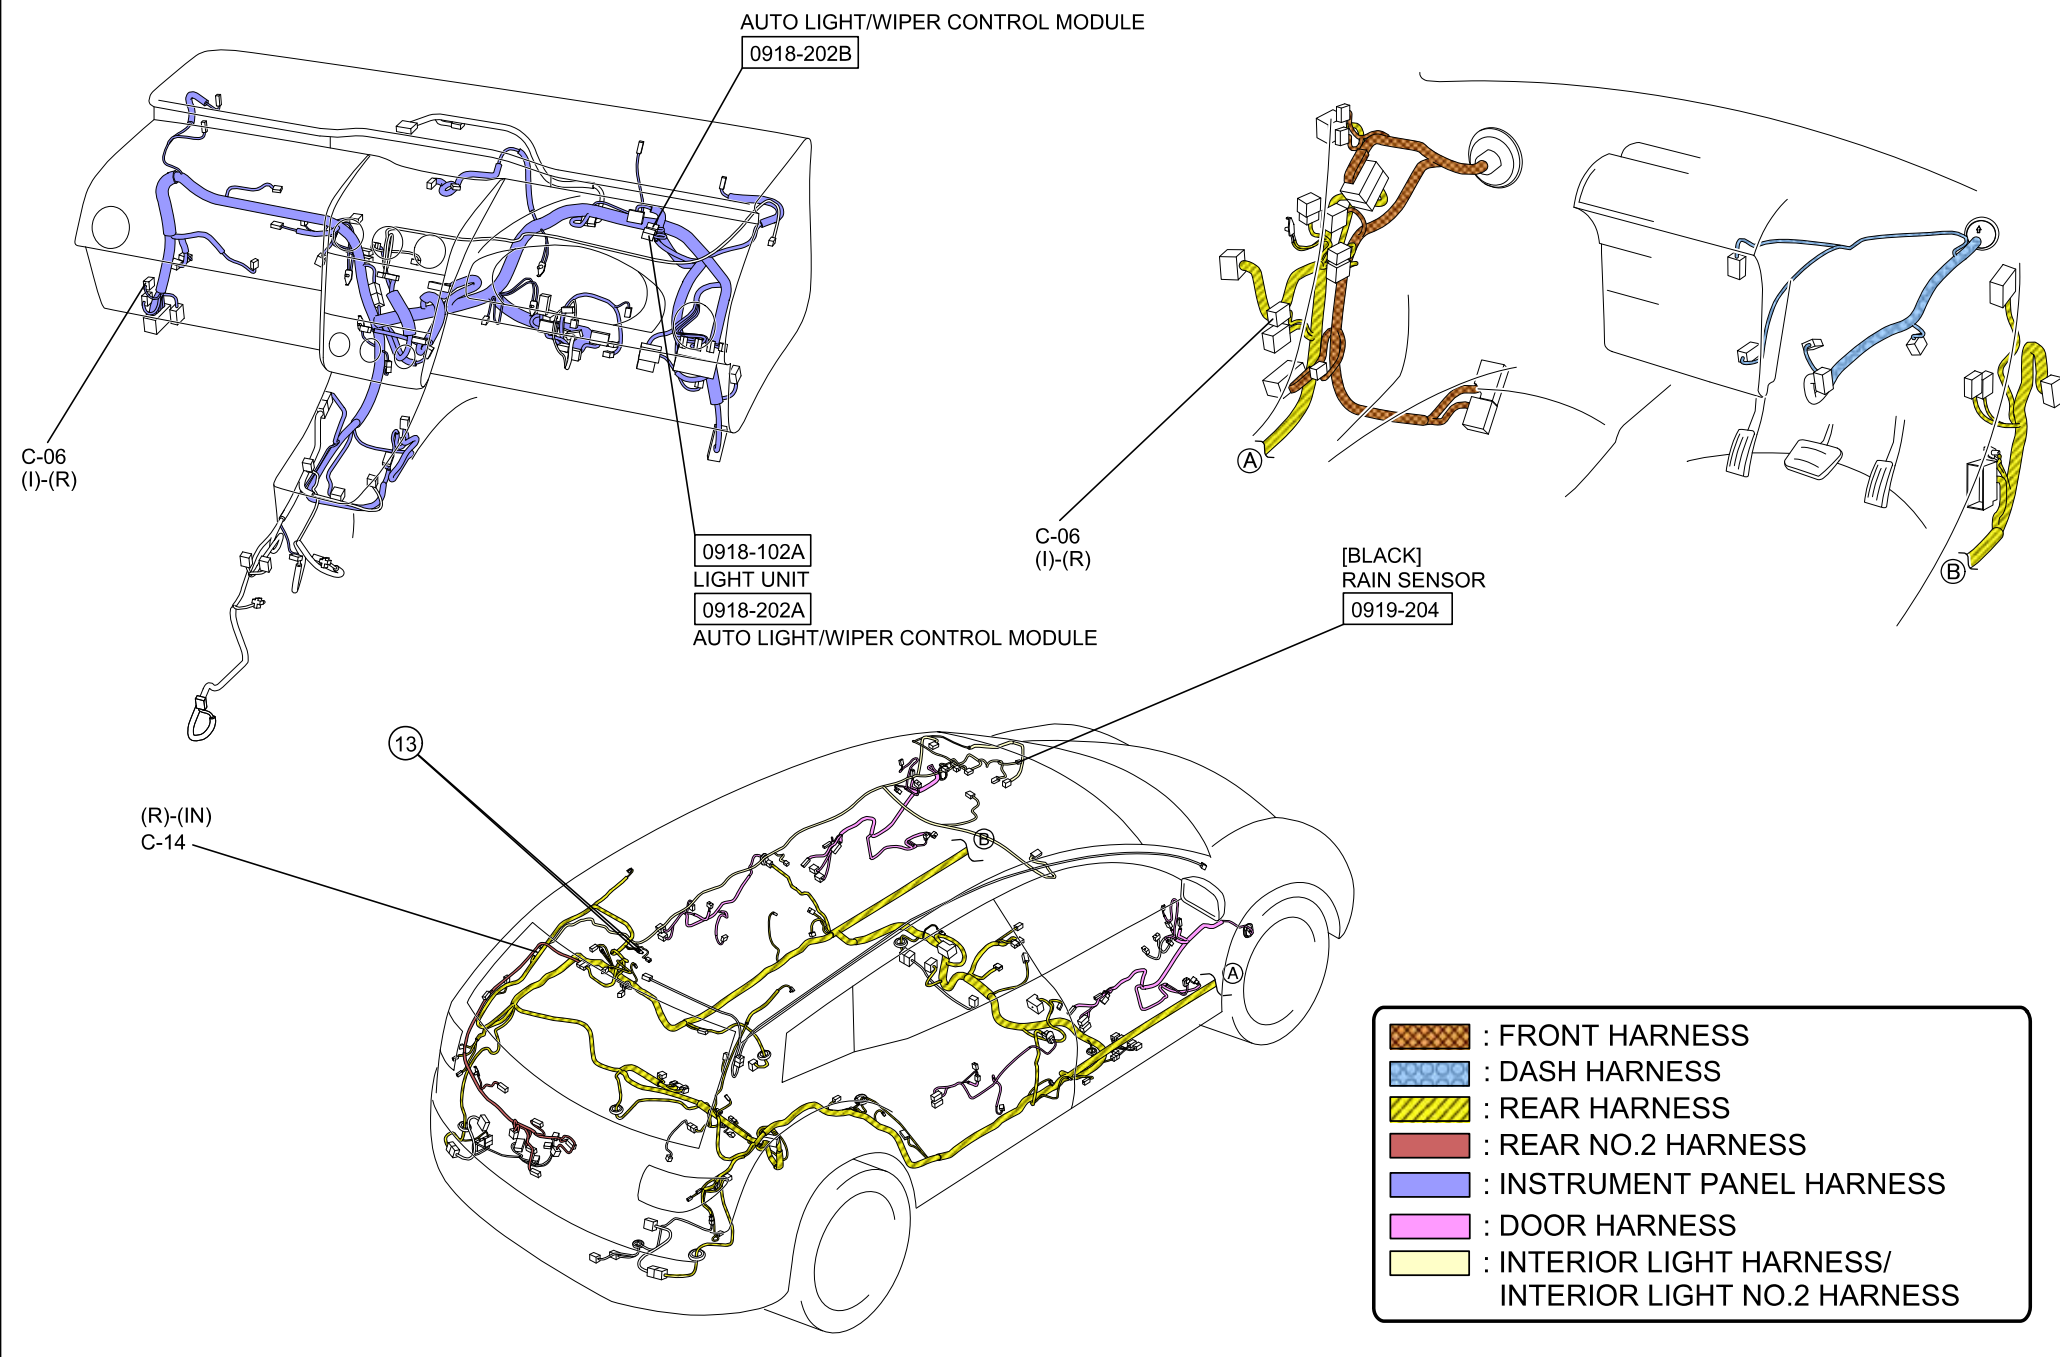 AUTO LIGHT/WIPER CONTROL MODULE
0918-202B
C-06
(I)-(R)
0918-102A
LIGHT UNIT
0918-202A
AUTO LIGHT/WIPER CONTROL MODULE
A
C-06
(I)-(R)
B
[BLACK]
RAIN SENSOR
0919-204
13
(R)-(IN)
C-14
B
A
: FRONT HARNESS
: DASH HARNESS
: REAR HARNESS
: REAR NO.2 HARNESS
: INSTRUMENT PANEL HARNESS
: DOOR HARNESS
: INTERIOR LIGHT HARNESS/
INTERIOR LIGHT NO.2 HARNESS